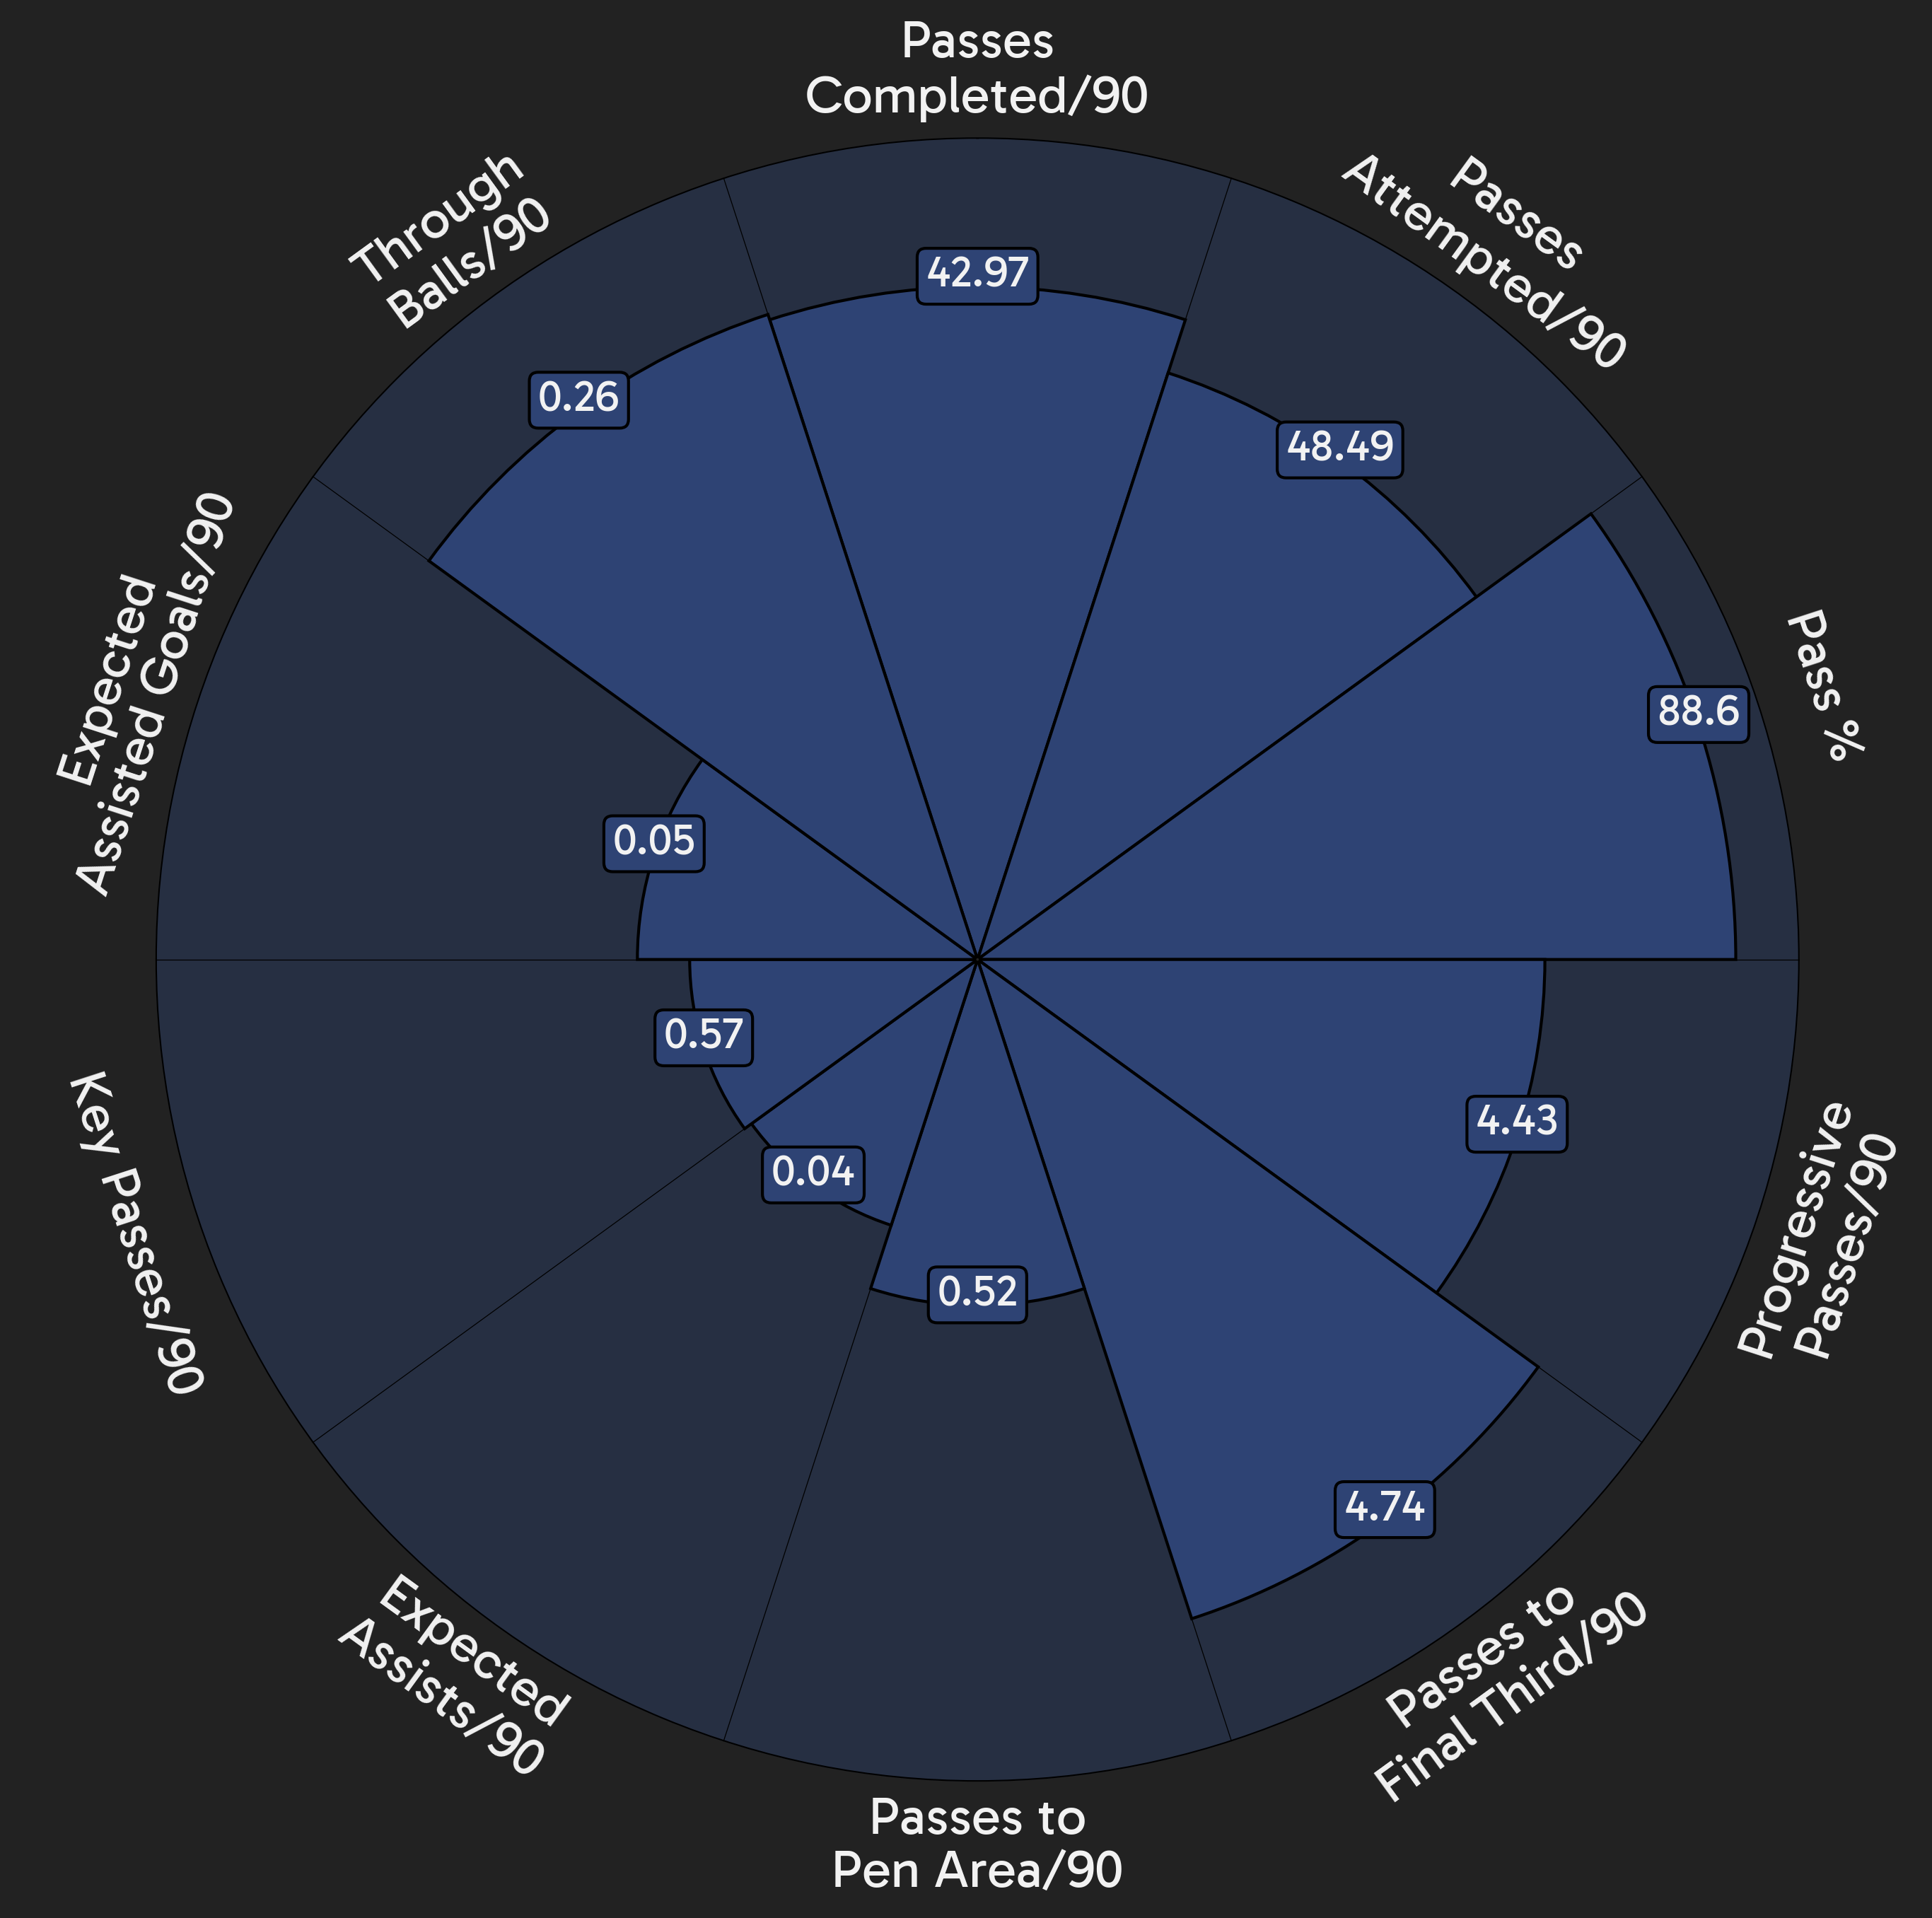 Passes
Completed/90
Passes
Attempted/90
Pass %
Progressive
Passes/90
Passes to
Final Third/90
Passes to
Pen Area/90
Expected
Assists/90
Key Passes/90
Expected
Assisted Goals/90
Through
Balls/90
42.97
48.49
88.6
4.43
4.74
0.52
0.04
0.57
0.05
0.26